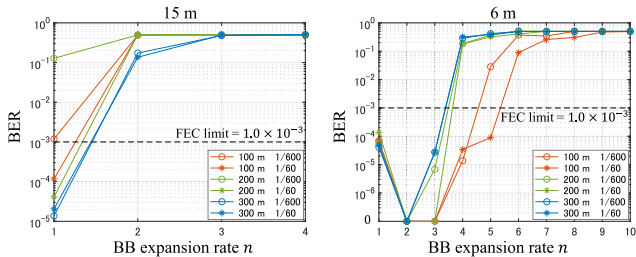 15 m
BER
10^0
10^-1
10^-2
10^-3
10^-4
10^-5
FEC limit = 1.0 × 10^-3
100 m 1/600
100 m 1/60
200 m 1/600
200 m 1/60
300 m 1/600
300 m 1/60
1 2 3 4
BB expansion rate n
6 m
BER
10^0
10^-1
10^-2
10^-3
10^-4
10^-5
10^-6
0
FEC limit = 1.0 × 10^-3
100 m 1/600
100 m 1/60
200 m 1/600
200 m 1/60
300 m 1/600
300 m 1/60
1 2 3 4 5 6 7 8 9 10
BB expansion rate n